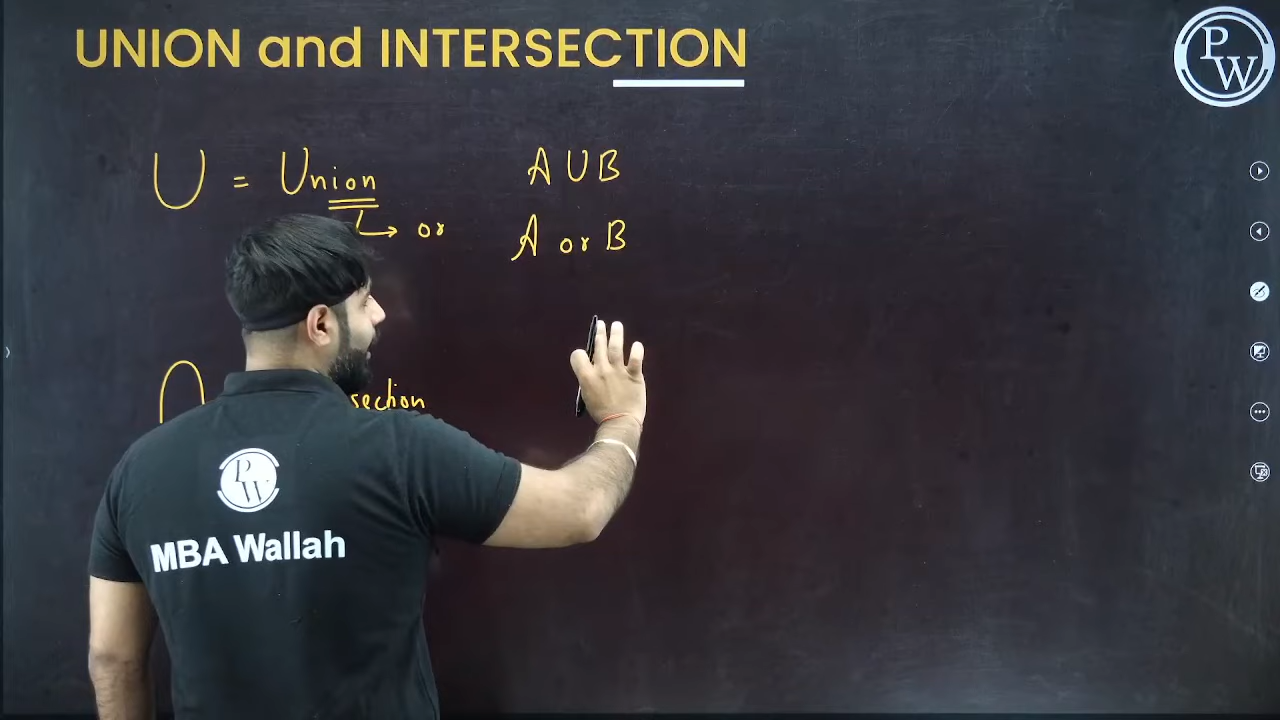 UNION and INTERSECTION
PW
U = Union
A U B
↳ or
A or B
∩
section
PW
MBA Wallah